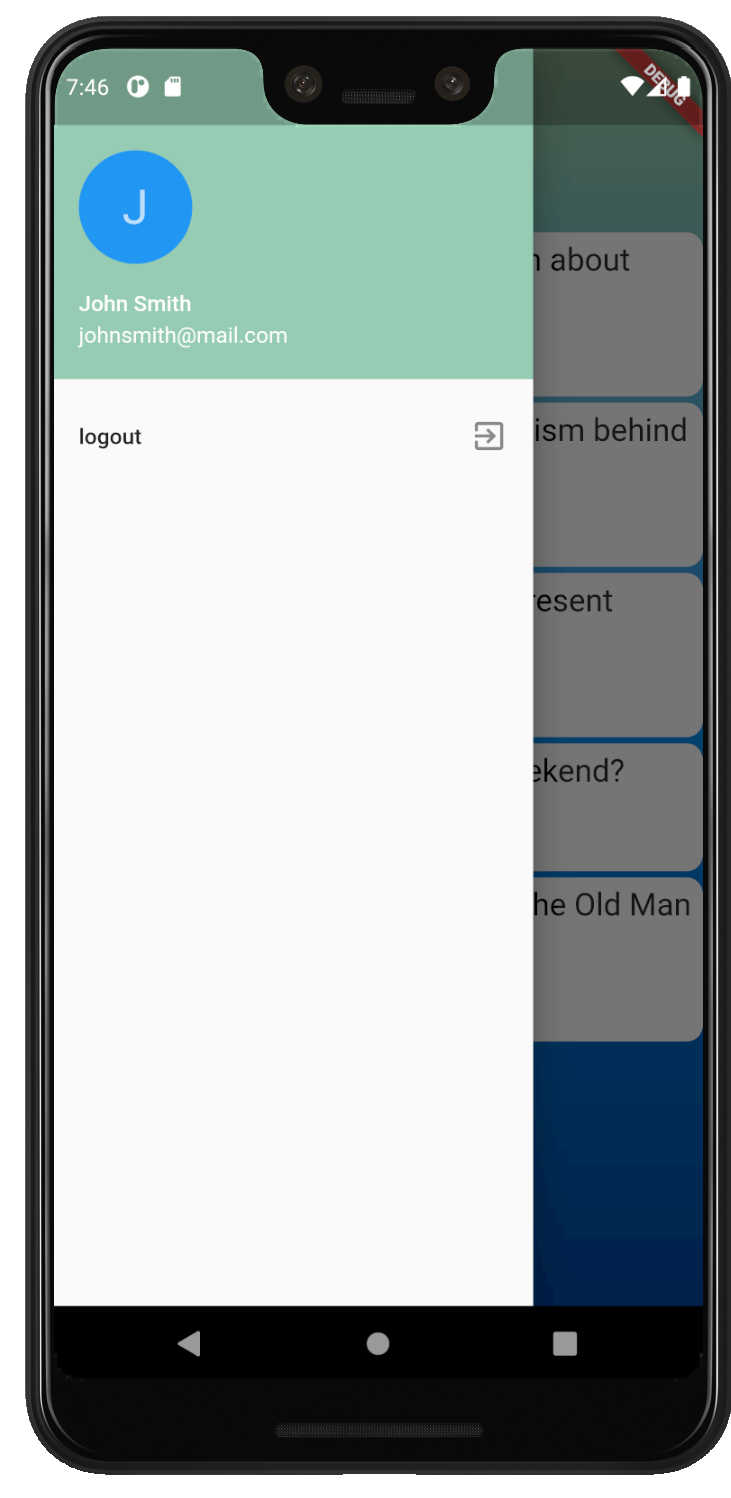 7:46
DEBUG
J
John Smith
johnsmith@mail.com
logout
about
ism behind
resent
ekend?
he Old Man